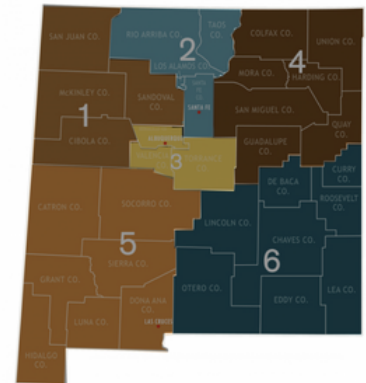 SAN JUAN CO.
RIO ARRIBA CO.
TAOS
CO.
COLFAX CO.
UNION CO.
2
LOS ALAMOS CO.
4
MORA CO.
HARDING CO.
McKINLEY CO.
SANDOVAL
CO.
SANTA FE
SAN MIGUEL CO.
1
QUAY
CO.
CIBOLA CO.
GUADALUPE
CO.
3
TORRANCE
CO.
CURRY
CO.
DE BACA
CO.
ROOSEVELT
CO.
CATRON CO.
SOCORRO CO.
LINCOLN CO.
CHAVES CO.
5
6
SIERRA CO.
GRANT CO.
OTERO CO.
LEA CO.
EDDY CO.
DONA ANA
CO.
LUNA CO.
LAS CRUCES
HIDALGO
CO.